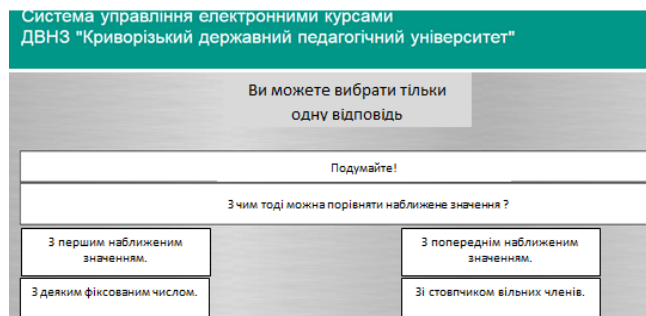 Система управління електронними курсами
ДВНЗ "Криворізький державний педагогічний університет"
Ви можете вибрати тільки
одну відповідь
Подумайте!
З чим тоді можна порівняти наближене значення ?
З першим наближеним
значенням.
З попереднім наближеним
значенням.
З деяким фіксованим числом.
Зі стовпчиком вільних членів.